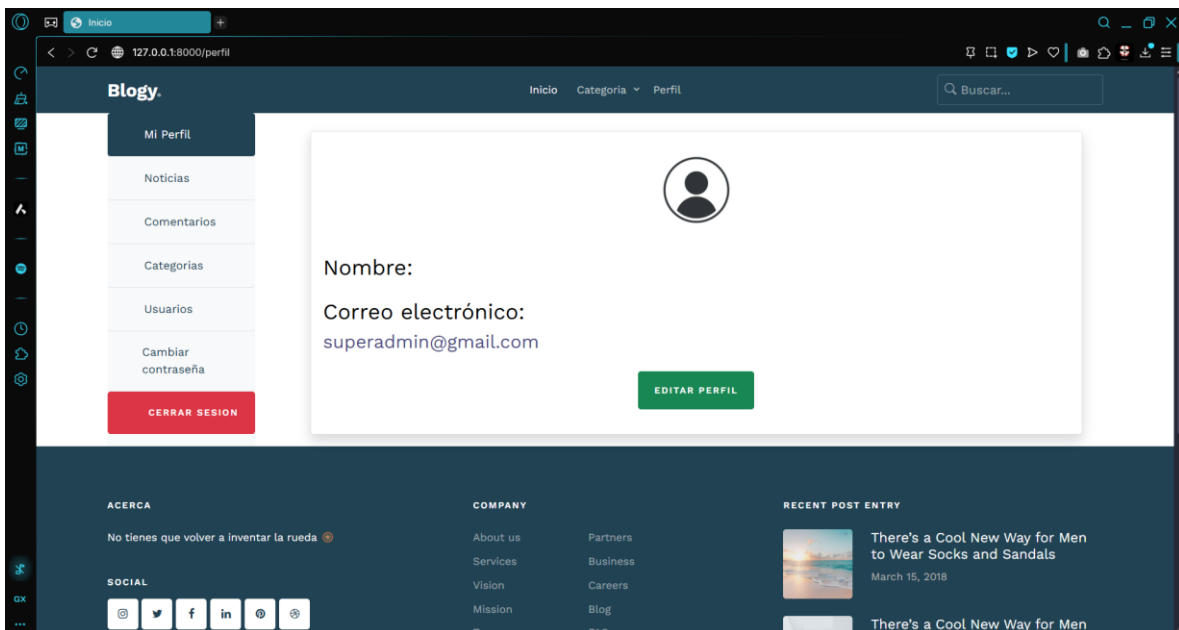 Inicio
127.0.0.1:8000/perfil
Blogy.
Inicio Categoria Perfil
Buscar...
Mi Perfil
Noticias
Comentarios
Categorias
Usuarios
Cambiar
contraseña
CERRAR SESION
Nombre:
Correo electrónico:
superadmin@gmail.com
EDITAR PERFIL
ACERCA
No tienes que volver a inventar la rueda
SOCIAL
COMPANY
About us
Services
Vision
Mission
Partners
Business
Careers
Blog
RECENT POST ENTRY
There's a Cool New Way for Men
to Wear Socks and Sandals
March 15, 2018
There's a Cool New Way for Men
GX